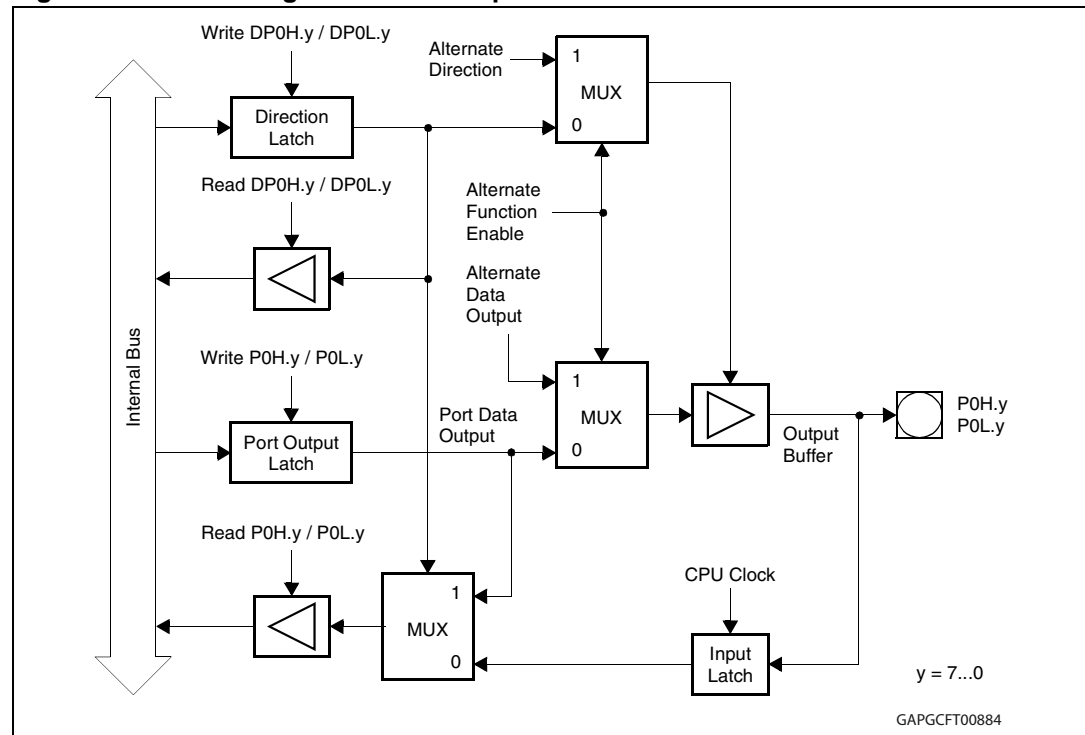 Write DP0H.y / DP0L.y
Alternate
Direction
1
MUX
0
Direction
Latch
Read DP0H.y / DP0L.y
Alternate
Function
Enable
Alternate
Data
Output
Internal Bus
Write P0H.y / P0L.y
1
MUX
0
Port Data
Output
Port Output
Latch
Output
Buffer
P0H.y
P0L.y
Read P0H.y / P0L.y
CPU Clock
1
MUX
0
Input
Latch
y = 7...0
GAPGCFT00884